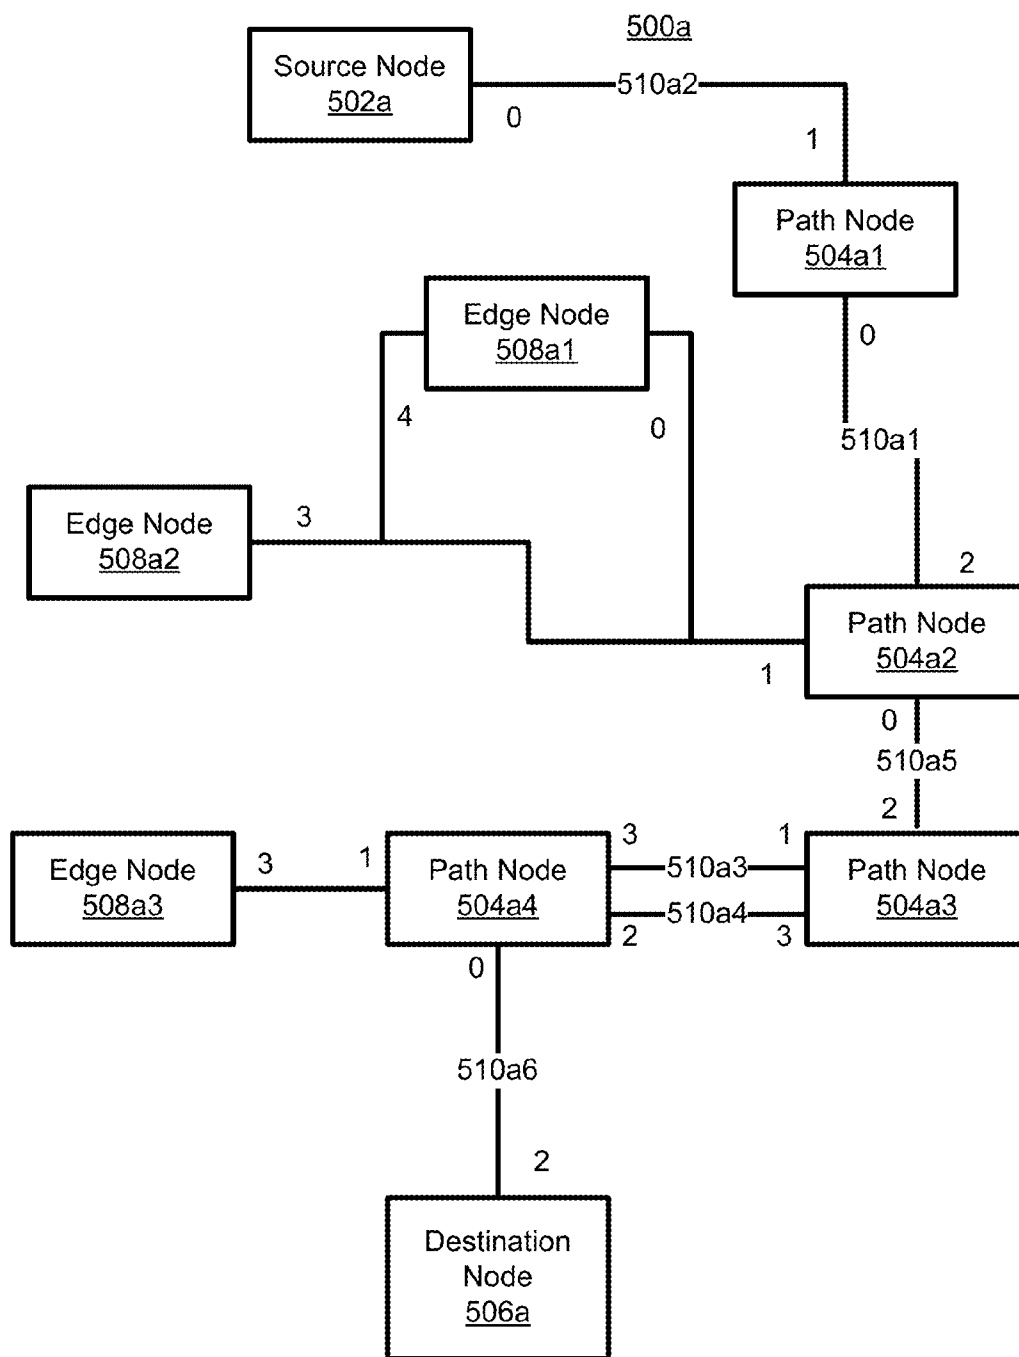 500a
Source Node
502a
510a2
0
1
Path Node
504a1
0
Edge Node
508a1
4
0
510a1
Edge Node
508a2
3
2
Path Node
504a2
1
0
510a5
2
Edge Node
508a3
3
1
Path Node
504a4
3
510a3
1
2
510a4
3
Path Node
504a3
0
510a6
2
Destination
Node
506a